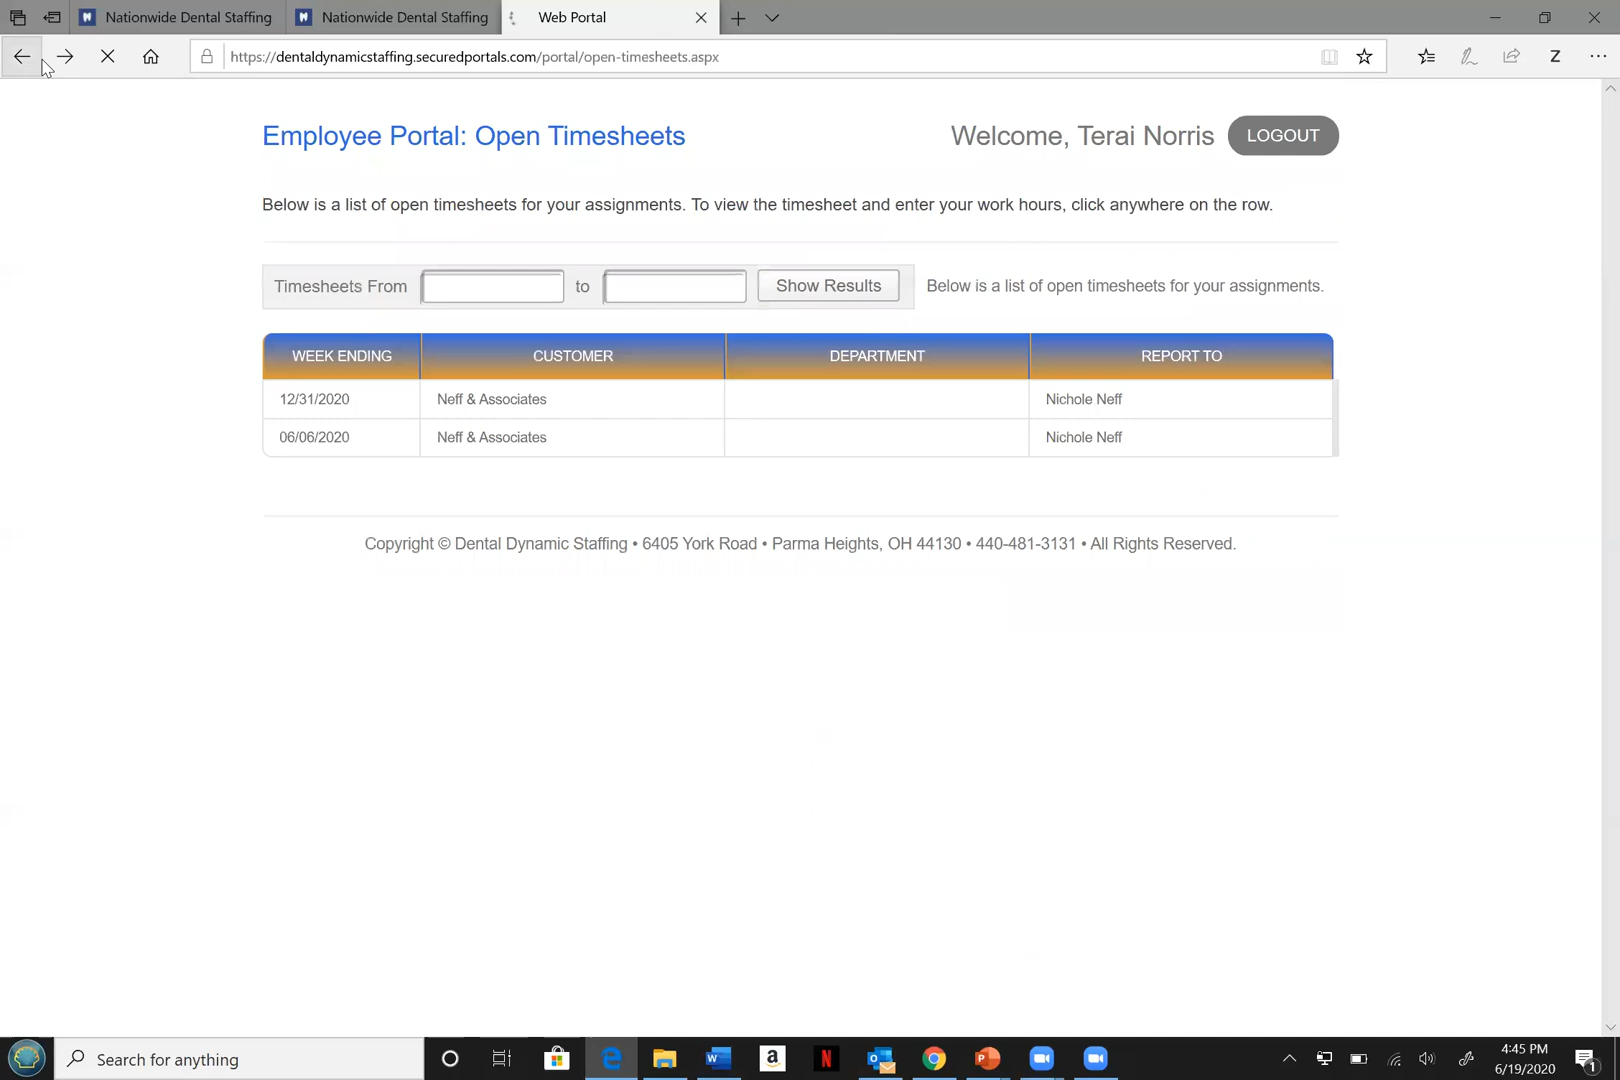 Nationwide Dental Staffing Nationwide Dental Staffing Web Portal
https://dentaldynamicstaffing.securedportals.com/portal/open-timesheets.aspx Z
Employee Portal: Open Timesheets Welcome, Terai Norris LOGOUT
Below is a list of open timesheets for your assignments. To view the timesheet and enter your work hours, click anywhere on the row.
Timesheets From to Show Results Below is a list of open timesheets for your assignments.
WEEK ENDING CUSTOMER DEPARTMENT REPORT TO
12/31/2020 Neff & Associates Nichole Neff
06/06/2020 Neff & Associates Nichole Neff
Copyright © Dental Dynamic Staffing • 6405 York Road • Parma Heights, OH 44130 • 440-481-3131 • All Rights Reserved.
Search for anything
4:45 PM
6/19/2020
1